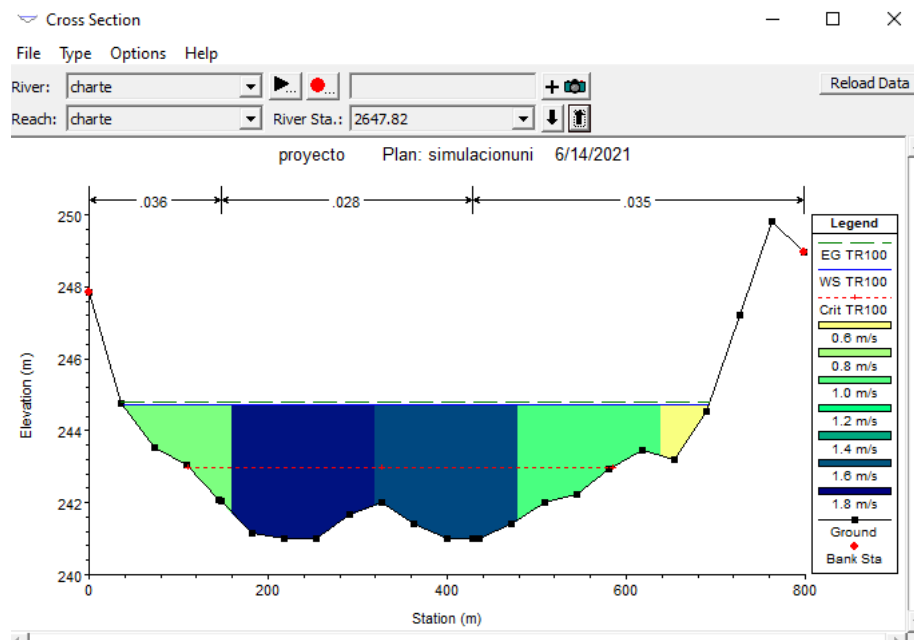 Cross Section
File Type Options Help
River: charte
Reload Data
Reach: charte River Sta.: 2647.82
proyecto Plan: simulacionuni 6/14/2021
.036 .028 .035
250
248
246
244
242
240
0 200 400 600 800
Elevation (m)
Station (m)
Legend
EG TR100
WS TR100
Crit TR100
0.6 m/s
0.8 m/s
1.0 m/s
1.2 m/s
1.4 m/s
1.6 m/s
1.8 m/s
Ground
Bank Sta